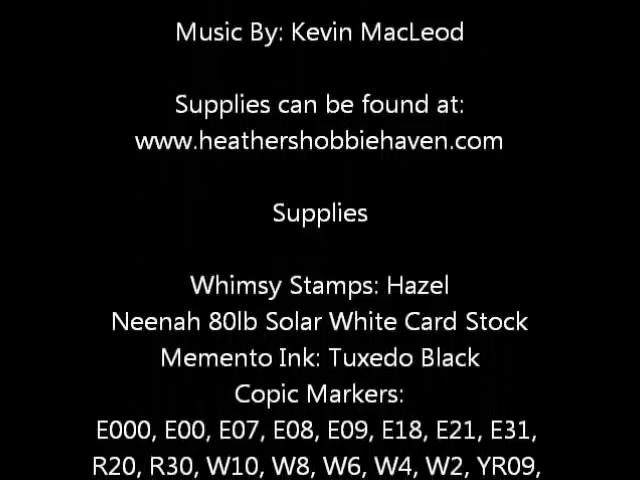 Music By: Kevin MacLeod
Supplies can be found at:
www.heathershobbiehaven.com
Supplies
Whimsy Stamps: Hazel
Neenah 80lb Solar White Card Stock
Memento Ink: Tuxedo Black
Copic Markers:
E000, E00, E07, E08, E09, E18, E21, E31,
R20, R30, W10, W8, W6, W4, W2, YR09,